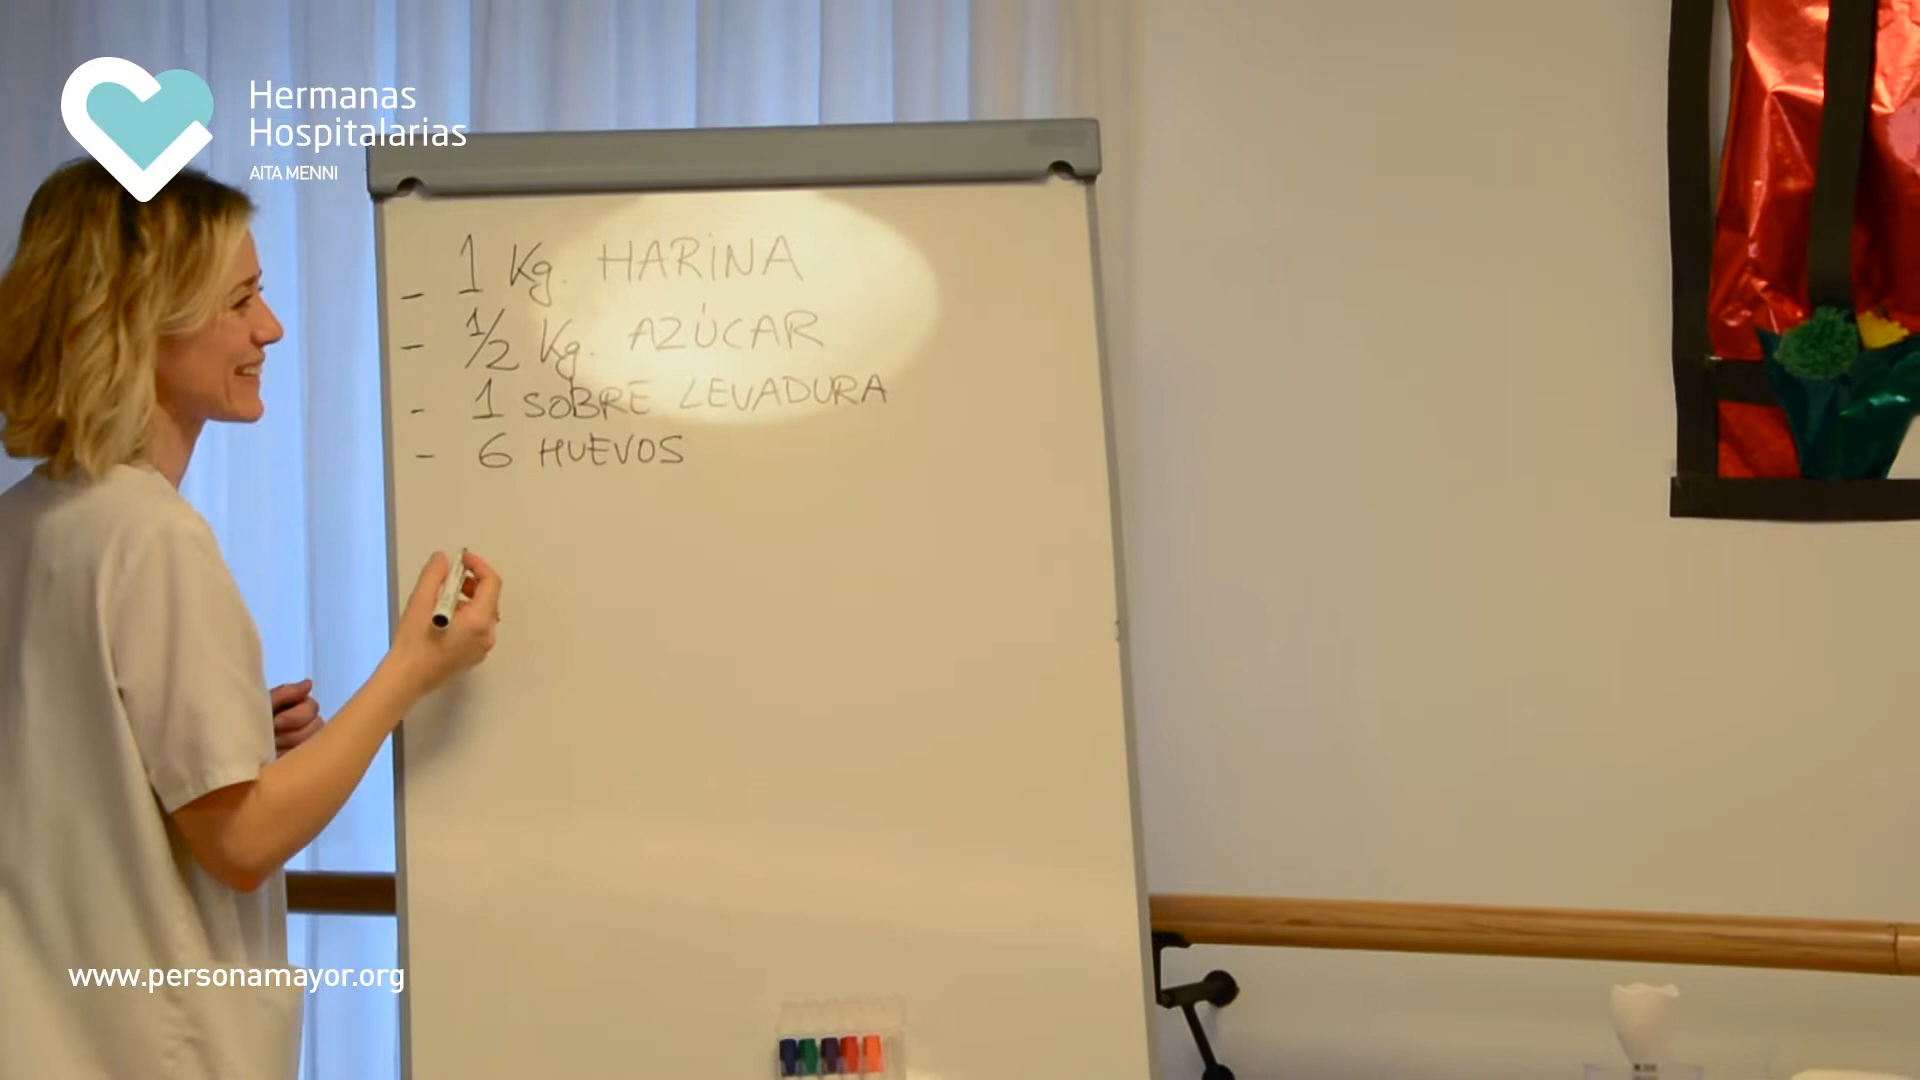 Hermanas
Hospitalarias
AITA MENNI
- 1 Kg. HARINA
- 1/2 Kg. AZÚCAR
- 1 SOBRE LEVADURA
- 6 HUEVOS
www.personamayor.org